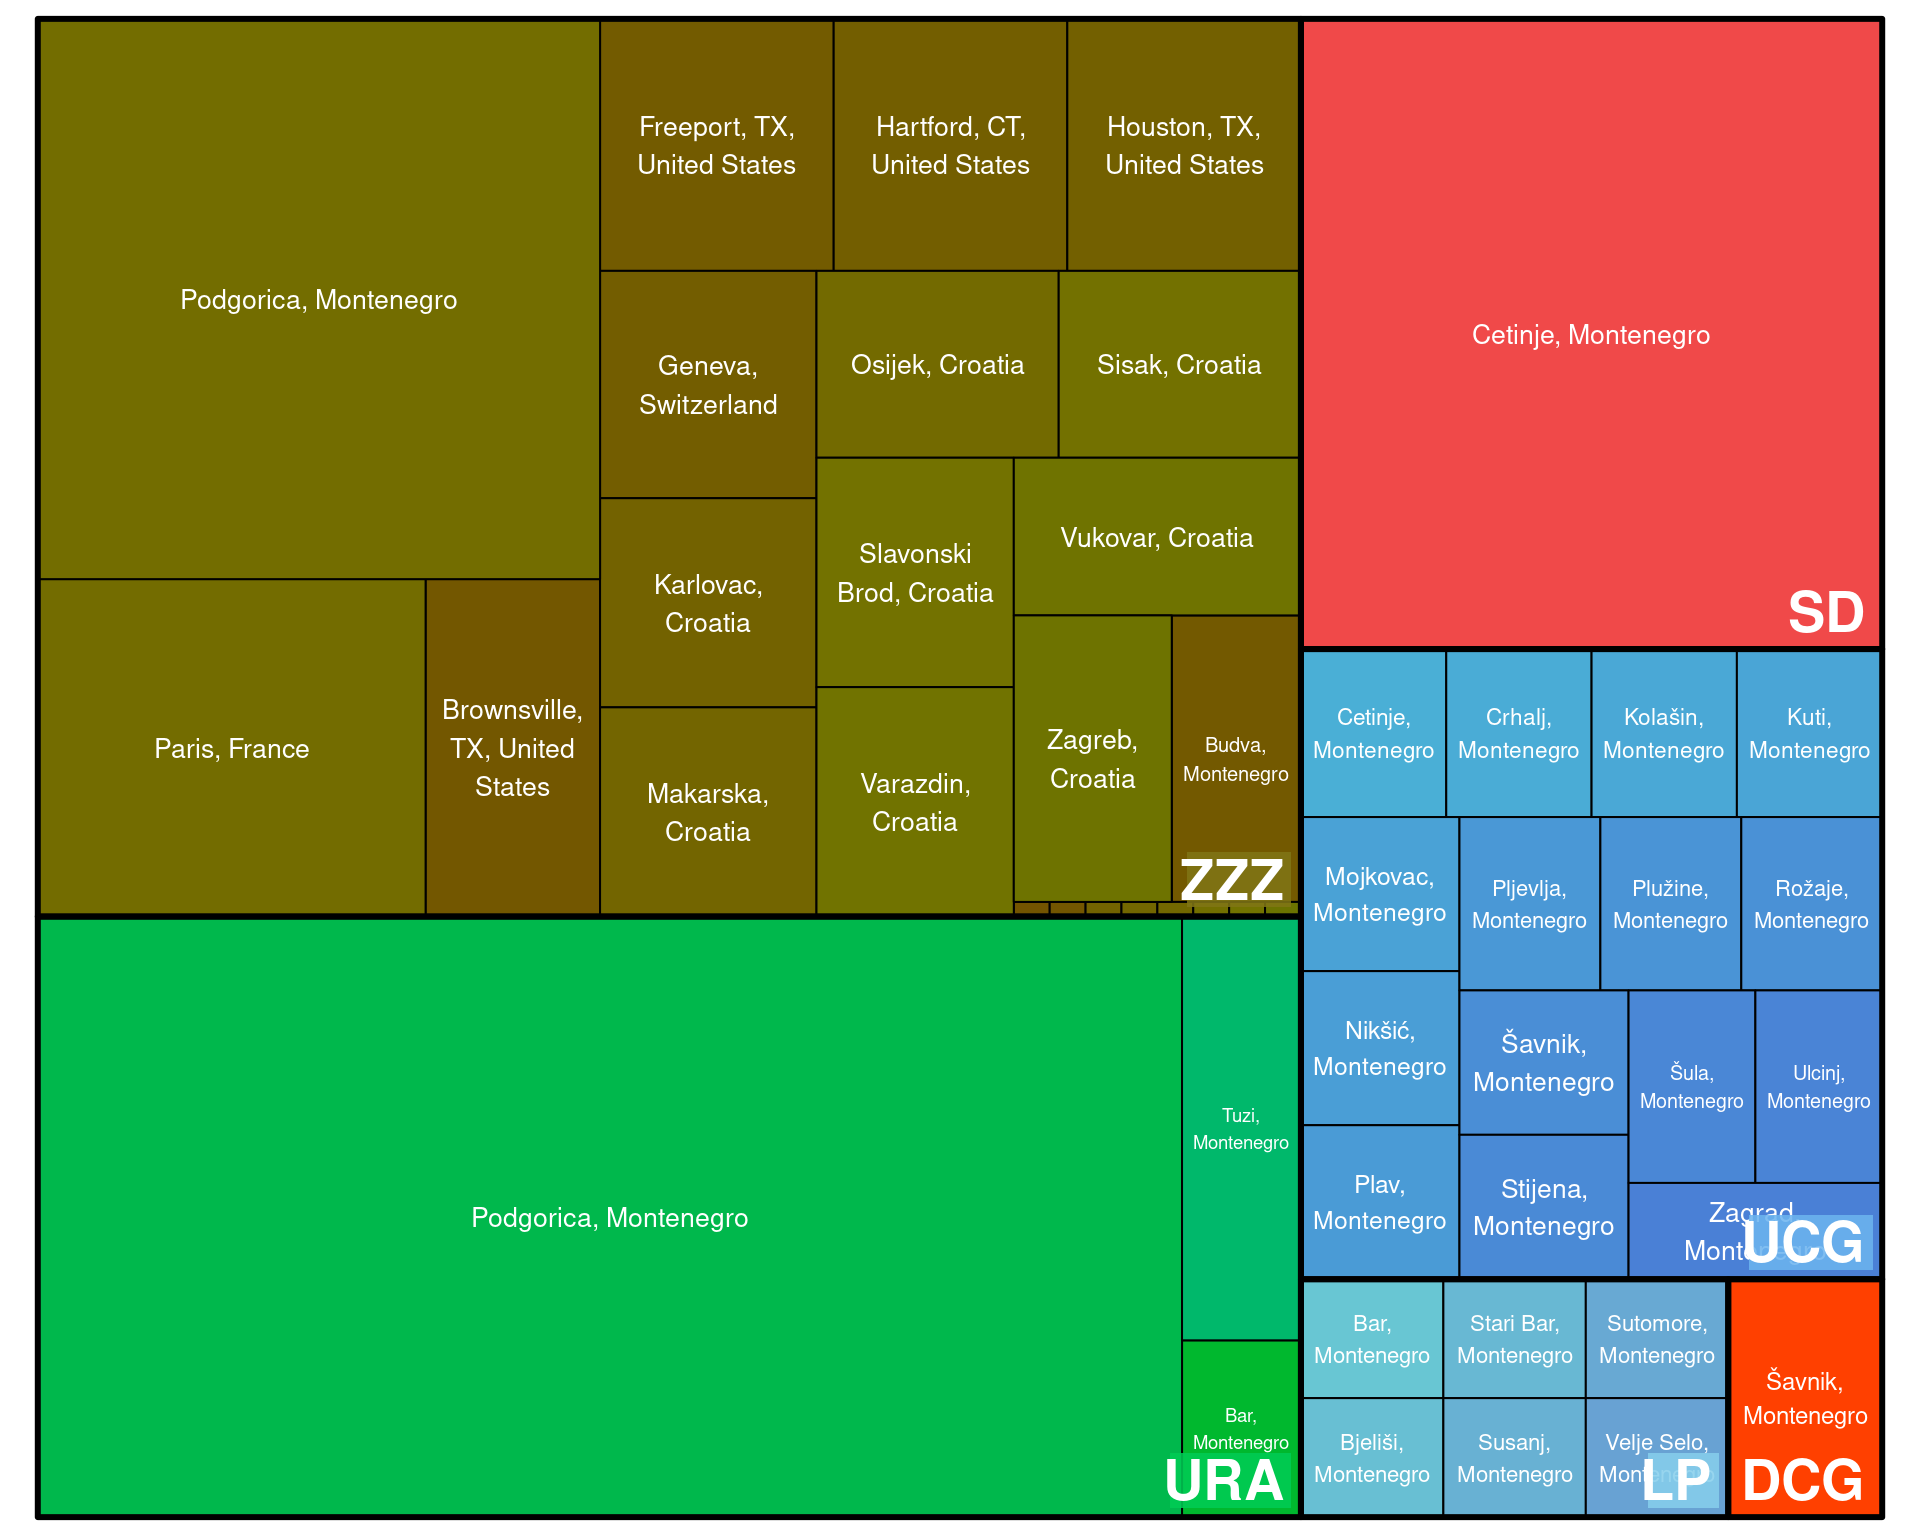 Podgorica, Montenegro
Paris, France
Brownsville,
TX, United
States
Freeport, TX,
United States
Hartford, CT,
United States
Houston, TX,
United States
Geneva,
Switzerland
Osijek, Croatia
Sisak, Croatia
Karlovac,
Croatia
Slavonski
Brod, Croatia
Vukovar, Croatia
Makarska,
Croatia
Varazdin,
Croatia
Zagreb,
Croatia
Budva,
Montenegro
ZZZ
Podgorica, Montenegro
Tuzi,
Montenegro
Bar,
Montenegro
URA
Cetinje, Montenegro
SD
Cetinje,
Montenegro
Crhalj,
Montenegro
Kolašin,
Montenegro
Kuti,
Montenegro
Mojkovac,
Montenegro
Pljevlja,
Montenegro
Plužine,
Montenegro
Rožaje,
Montenegro
Nikšić,
Montenegro
Šavnik,
Montenegro
Šula,
Montenegro
Ulcinj,
Montenegro
Plav,
Montenegro
Stijena,
Montenegro
Zagrad,
Montenegro
UCG
Bar,
Montenegro
Stari Bar,
Montenegro
Sutomore,
Montenegro
Bjeliši,
Montenegro
Susanj,
Montenegro
Velje Selo,
Montenegro
LP
Šavnik,
Montenegro
DCG